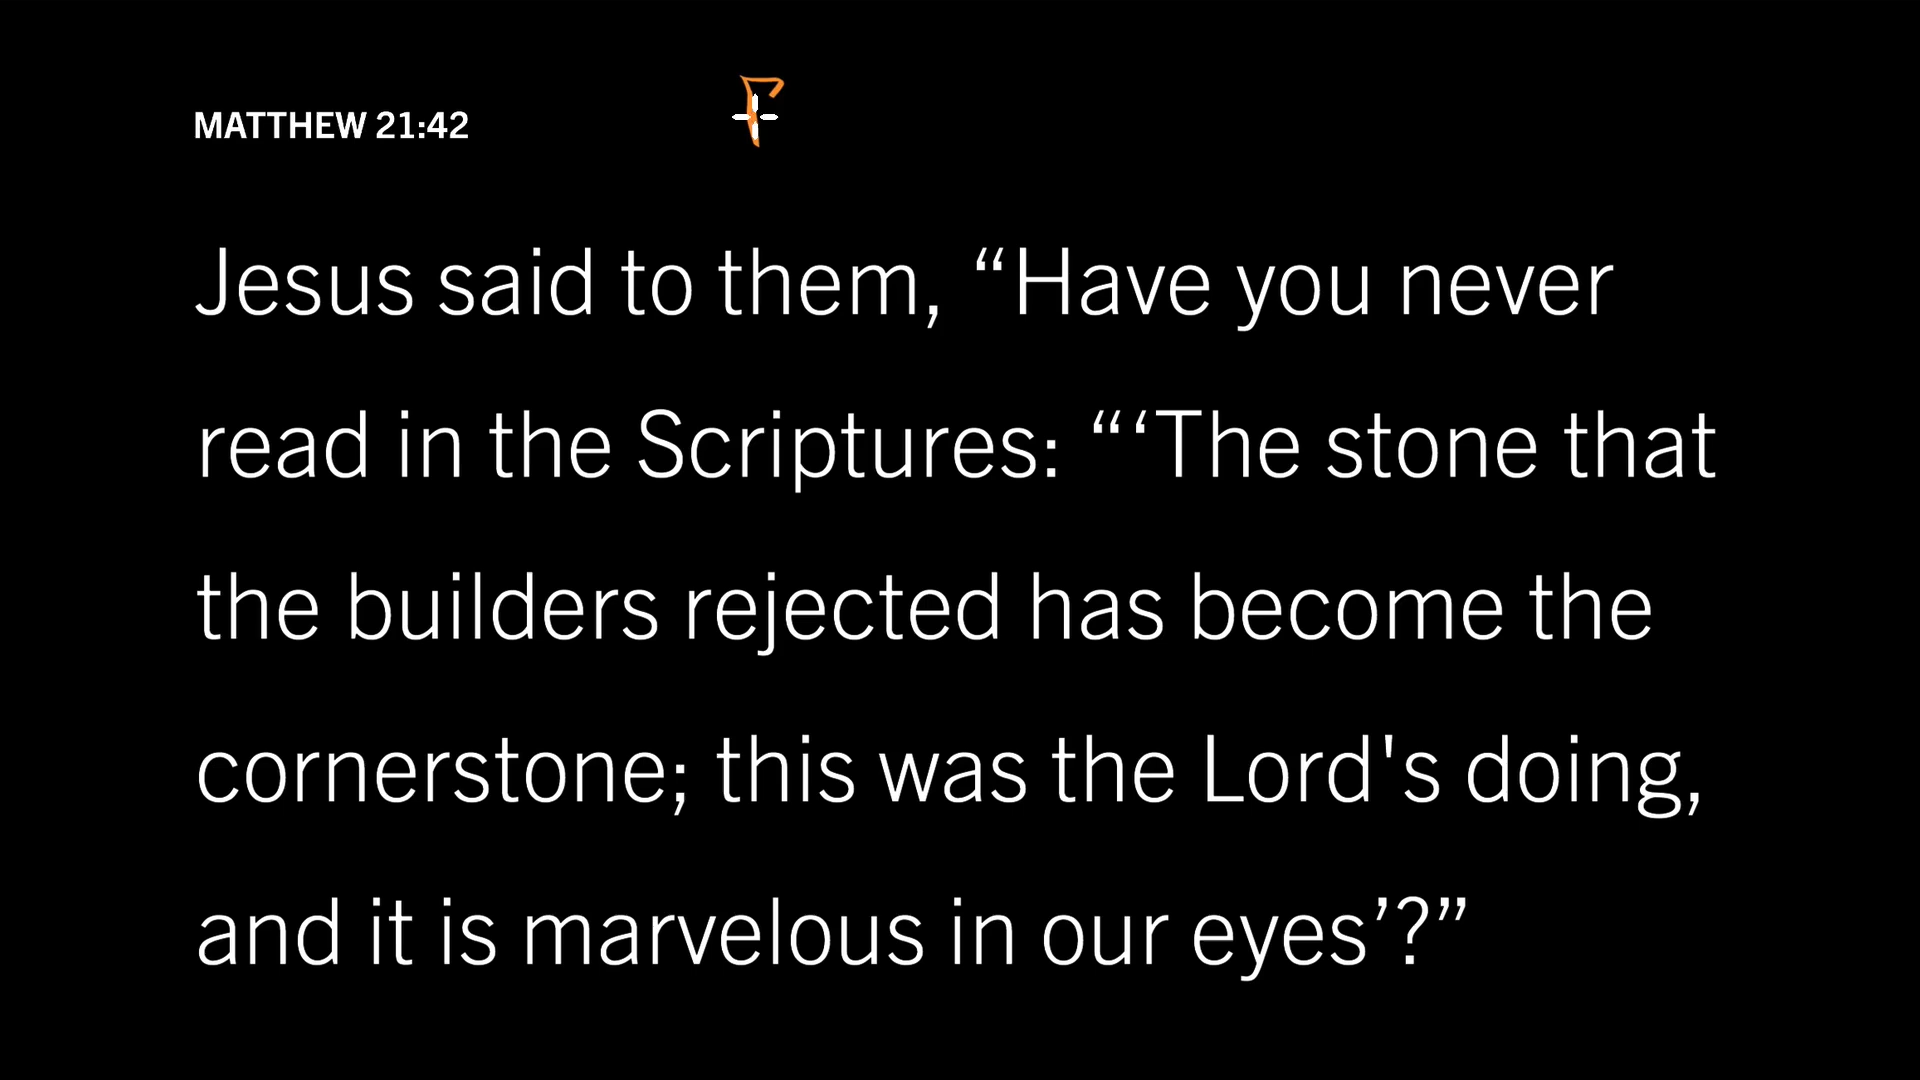 MATTHEW 21:42
Jesus said to them, “Have you never
read in the Scriptures: “‘The stone that
the builders rejected has become the
cornerstone; this was the Lord's doing,
and it is marvelous in our eyes’?”